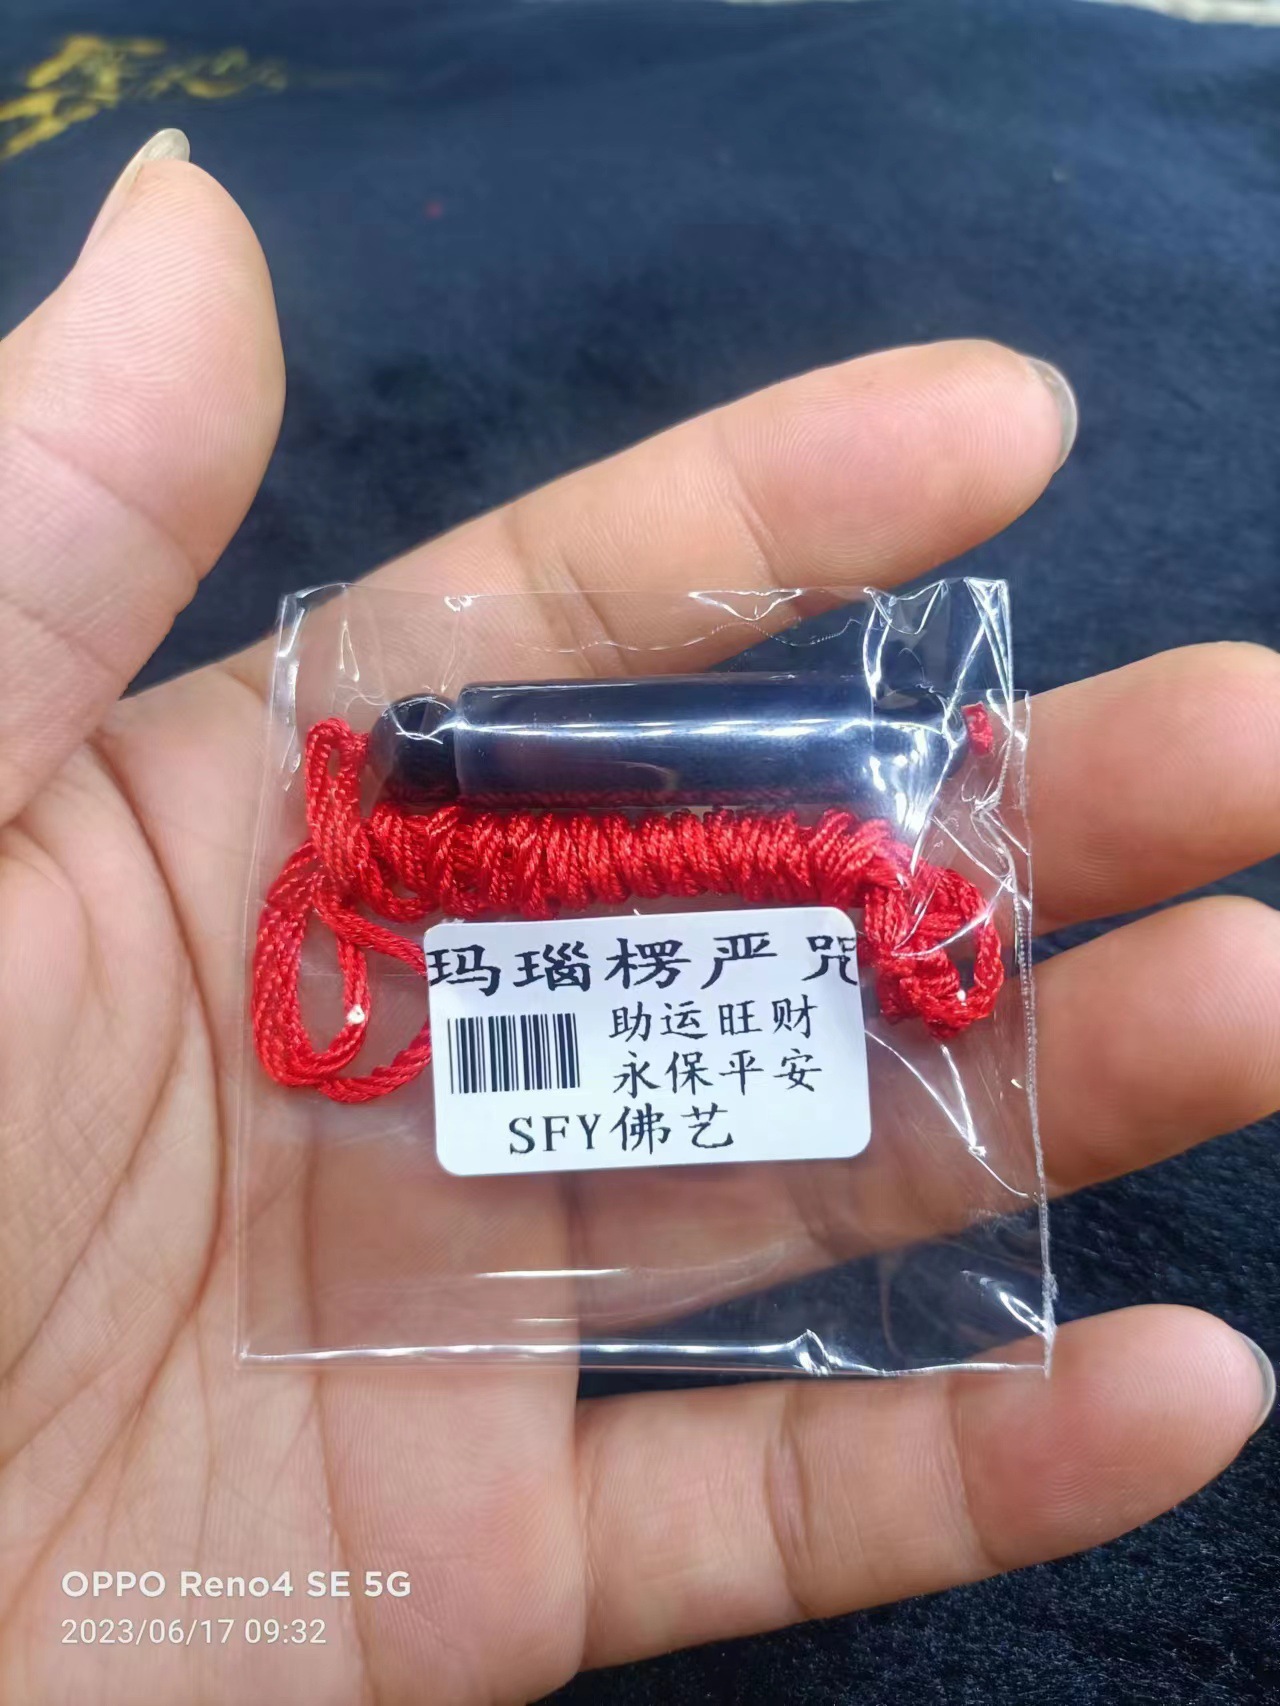 玛瑙楞严咒
助运旺财
永保平安
SFY佛艺
OPPO Reno4 SE 5G
2023/06/17 09:32